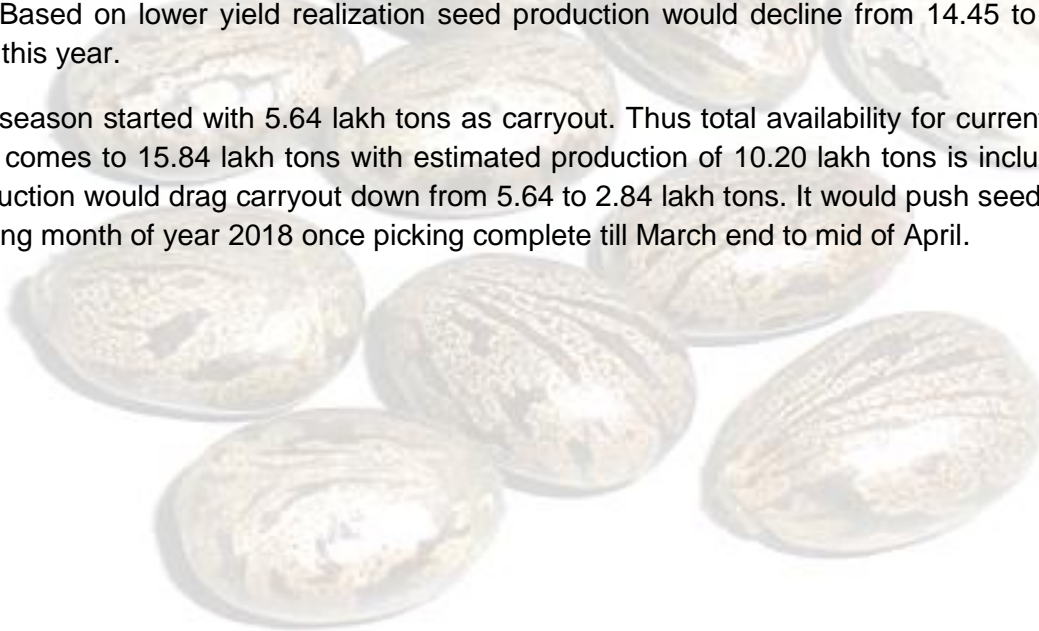 Based on lower yield realization seed production would decline from 14.45 to
this year.
season started with 5.64 lakh tons as carryout. Thus total availability for current
comes to 15.84 lakh tons with estimated production of 10.20 lakh tons is inclu
uction would drag carryout down from 5.64 to 2.84 lakh tons. It would push seed
ng month of year 2018 once picking complete till March end to mid of April.